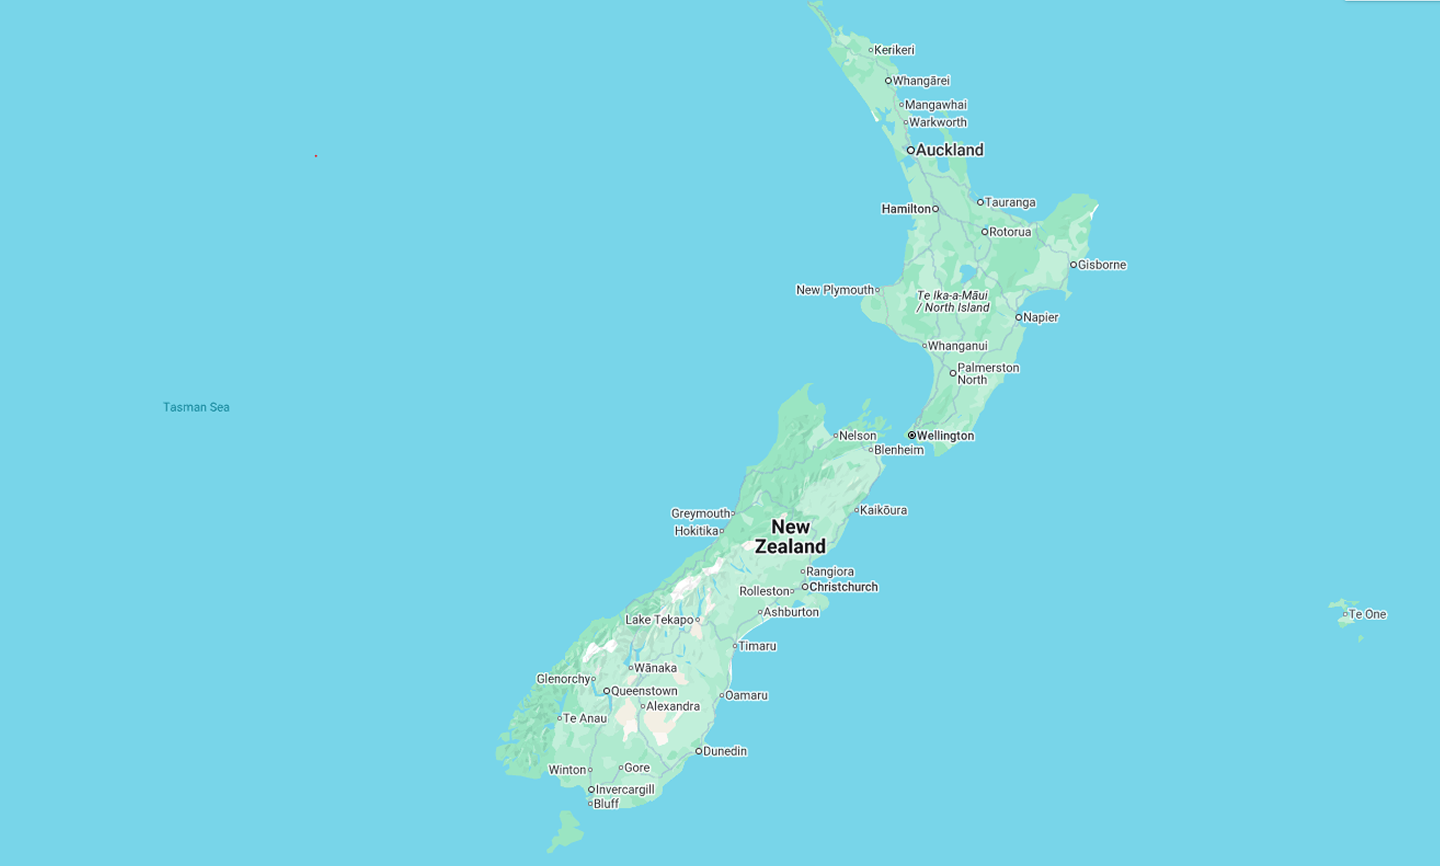 Kerikeri
Whangārei
Mangawhai
Warkworth
Auckland
Tauranga
Hamilton
Rotorua
Gisborne
New Plymouth
Te Ika-a-Māui
/ North Island
Napier
Whanganui
Palmerston
North
Tasman Sea
Nelson
Wellington
Blenheim
Kaikōura
Greymouth
Hokitika
New
Zealand
Rangiora
Christchurch
Rolleston
Ashburton
Te One
Lake Tekapo
Timaru
Wānaka
Glenorchy
Queenstown
Oamaru
Alexandra
Te Anau
Dunedin
Gore
Winton
Invercargill
Bluff